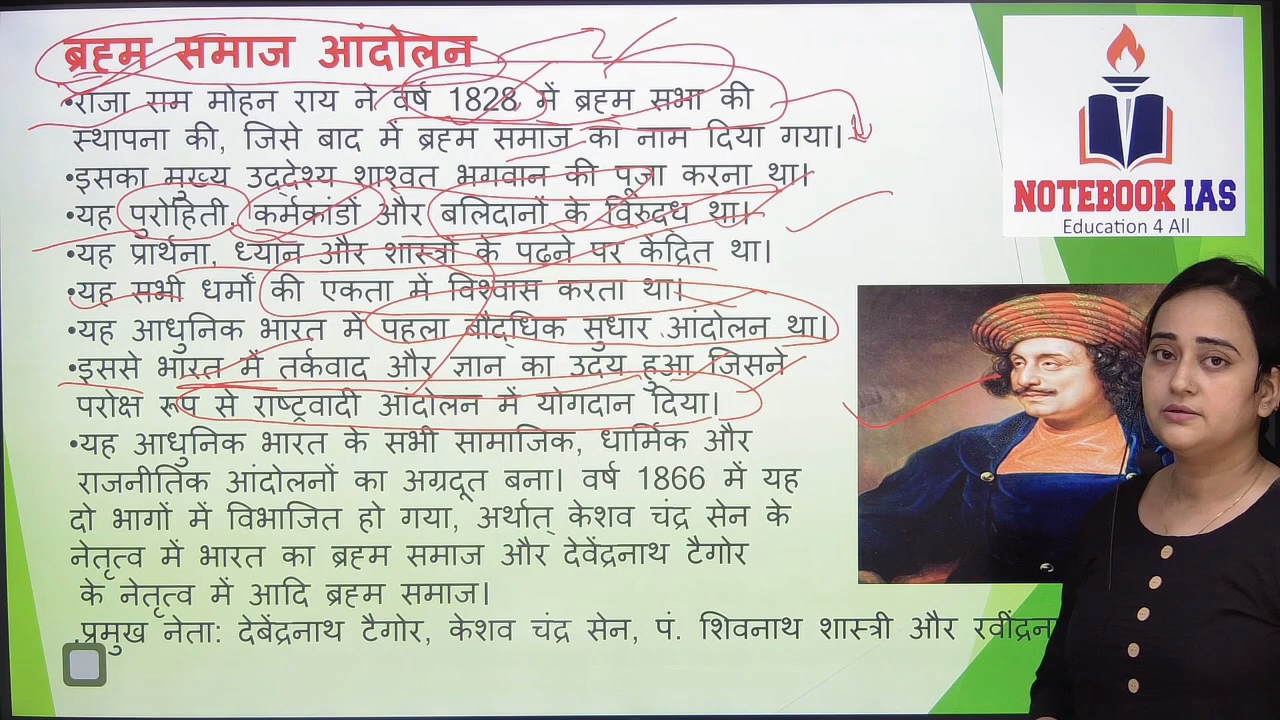 ब्रह्म समाज आंदोलन
•राजा राम मोहन राय ने वर्ष 1828 में ब्रह्म सभा की
स्थापना की, जिसे बाद में ब्रह्म समाज का नाम दिया गया।
•इसका मुख्य उद्देश्य शाश्वत भगवान की पूजा करना था।
•यह पुरोहिती, कर्मकांडों और बलिदानों के विरुद्ध था।
•यह प्रार्थना, ध्यान और शास्त्रों के पढने पर केंद्रित था।
•यह सभी धर्मों की एकता में विश्वास करता था।
•यह आधुनिक भारत में पहला बौद्धिक सुधार आंदोलन था।
•इससे भारत में तर्कवाद और ज्ञान का उदय हुआ जिसने
परोक्ष रूप से राष्ट्रवादी आंदोलन में योगदान दिया।
•यह आधुनिक भारत के सभी सामाजिक, धार्मिक और
राजनीतिक आंदोलनों का अग्रदूत बना। वर्ष 1866 में यह
दो भागों में विभाजित हो गया, अर्थात् केशव चंद्र सेन के
नेतृत्व में भारत का ब्रह्म समाज और देवेंद्रनाथ टैगोर
के नेतृत्व में आदि ब्रह्म समाज।
.प्रमुख नेता: देबेंद्रनाथ टैगोर, केशव चंद्र सेन, पं. शिवनाथ शास्त्री और
NOTEBOOK IAS
Education 4 All